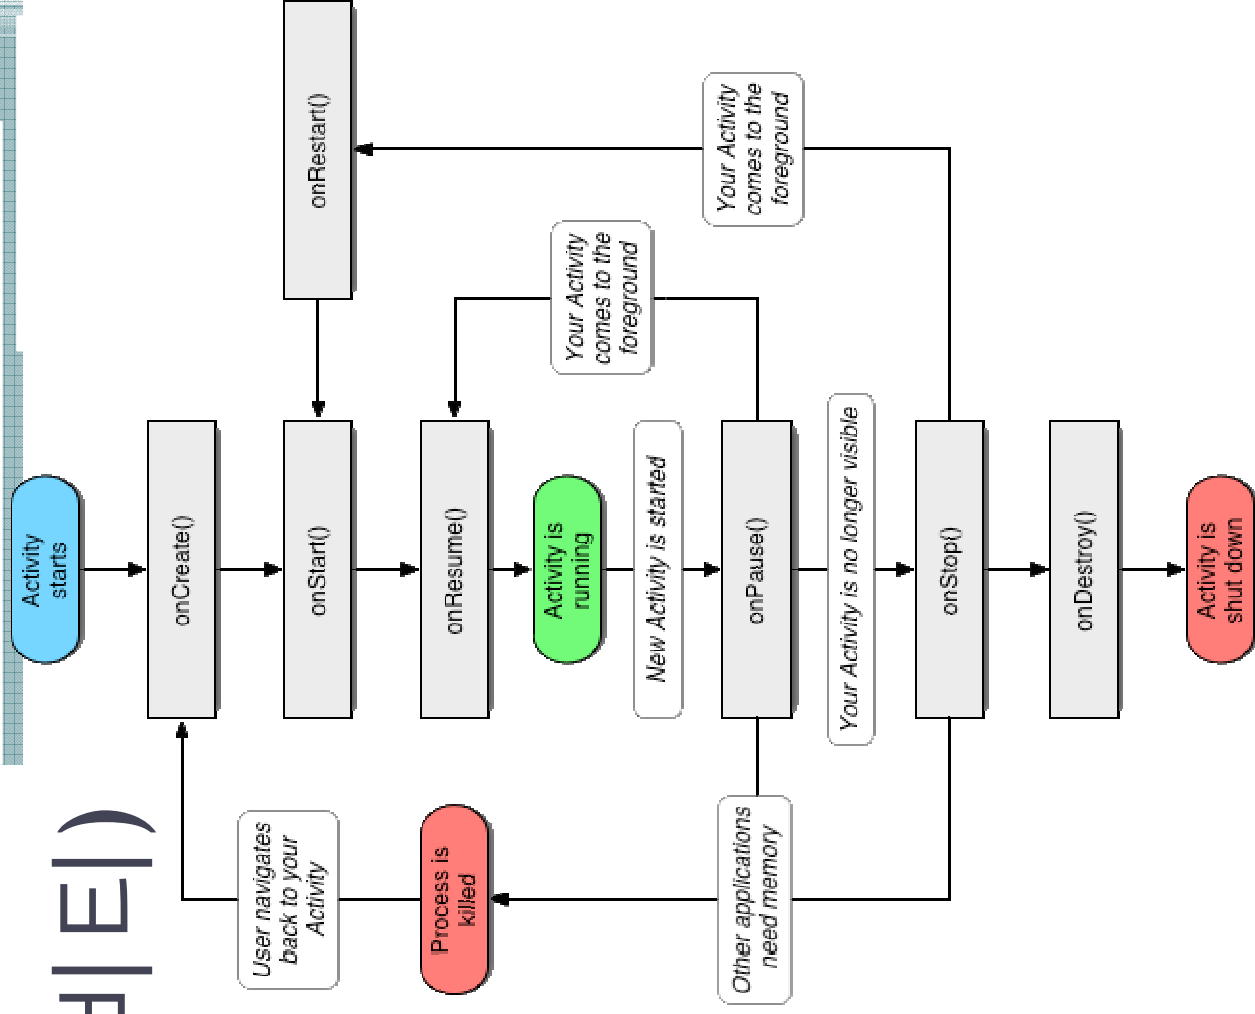 Activity
starts
onCreate()
User navigates
back to your
Activity
onStart()
onRestart()
Process is
killed
onResume()
Activity is
running
Your Activity
comes to the
foreground
New Activity is started
Other applications
need memory
onPause()
Your Activity
comes to the
foreground
Your Activity is no longer visible
onStop()
onDestroy()
Activity is
shut down